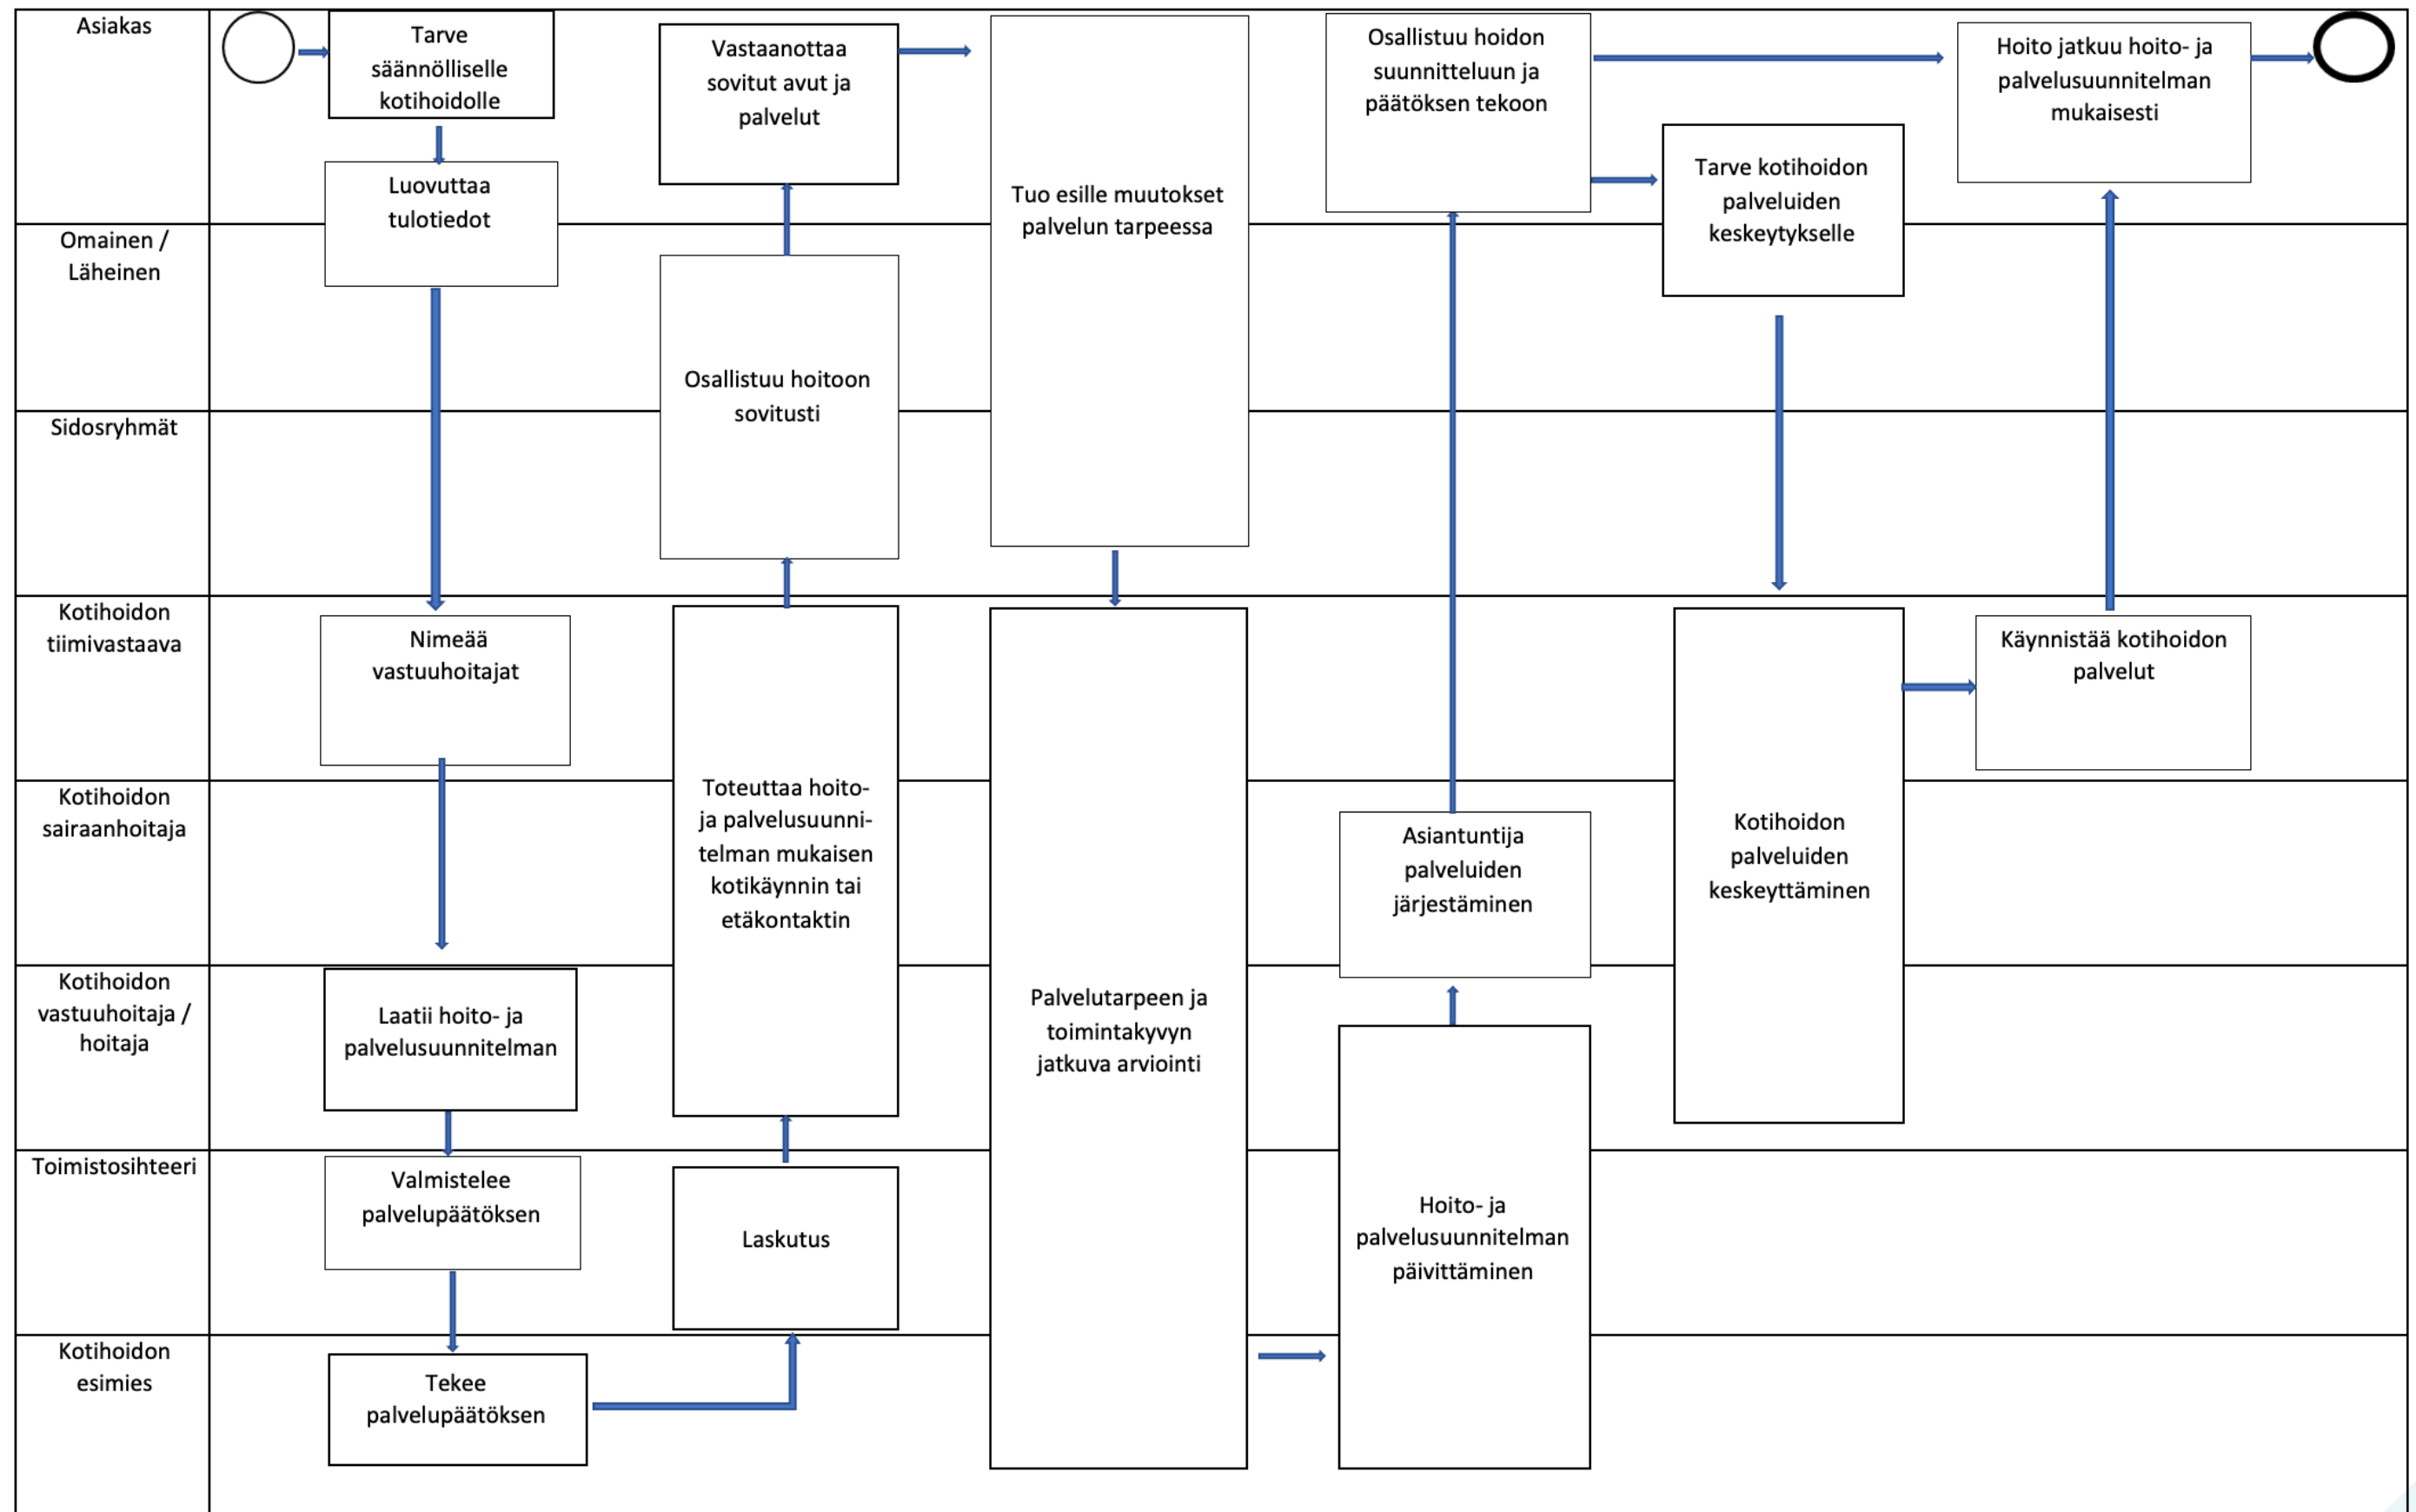 Asiakas
Tarve
säännölliselle
kotihoidolle
Luovuttaa
tulotiedot
Vastaanottaa
sovitut avut ja
palvelut
Tuo esille muutokset
palvelun tarpeessa
Osallistuu hoidon
suunnitteluun ja
päätöksen tekoon
Tarve kotihoidon
palveluiden
keskeytykselle
Hoito jatkuu hoito- ja
palvelusuunnitelman
mukaisesti
Omainen /
Läheinen
Osallistuu hoitoon
sovitusti
Sidosryhmät
Kotihoidon
tiimivastaava
Nimeää
vastuuhoitajat
Toteuttaa hoito-
ja palvelusuunni-
telman mukaisen
kotikäynnin tai
etäkontaktin
Käynnistää kotihoidon
palvelut
Kotihoidon
sairaanhoitaja
Asiantuntija
palveluiden
järjestäminen
Kotihoidon
palveluiden
keskeyttäminen
Kotihoidon
vastuuhoitaja /
hoitaja
Laatii hoito- ja
palvelusuunnitelman
Palvelutarpeen ja
toimintakyvyn
jatkuva arviointi
Toimistosihteeri
Valmistelee
palvelupäätöksen
Laskutus
Hoito- ja
palvelusuunnitelman
päivittäminen
Kotihoidon
esimies
Tekee
palvelupäätöksen